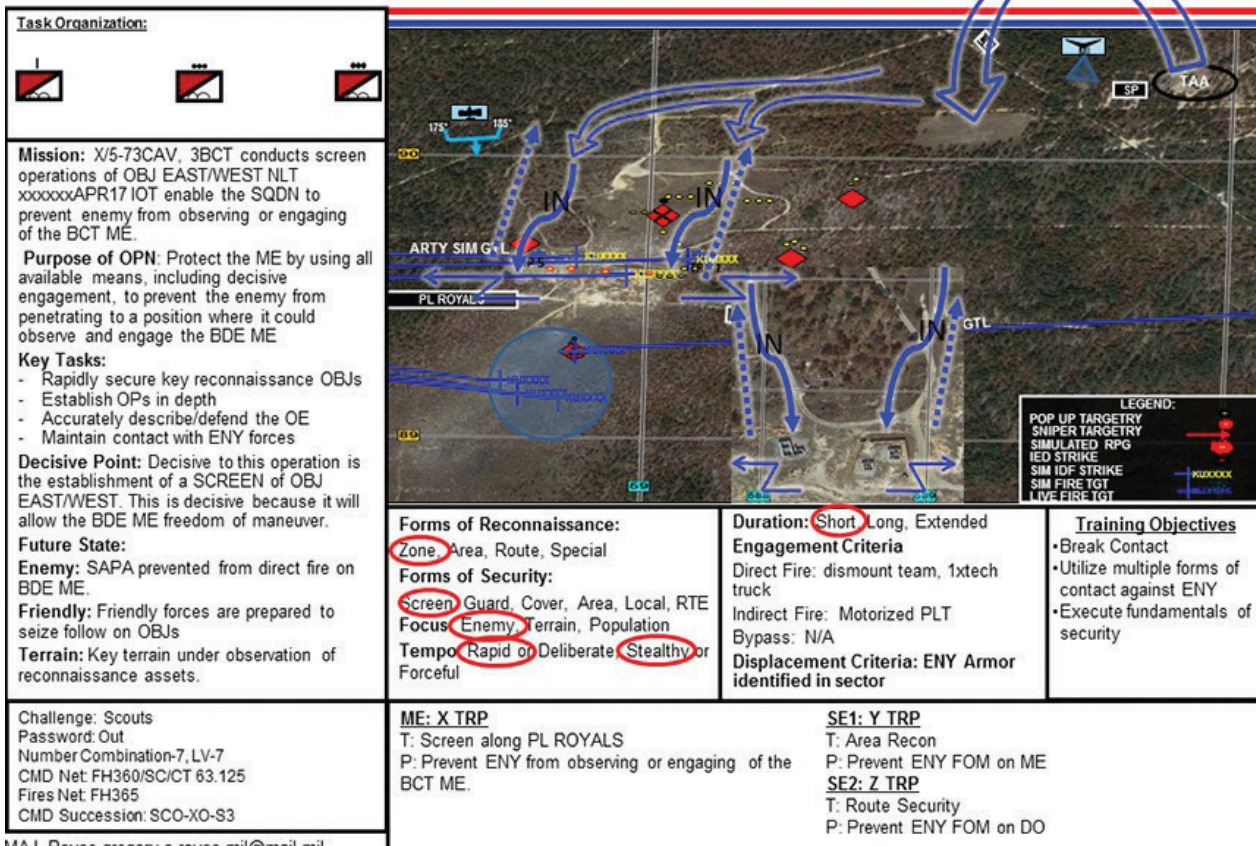 Task Organization:
Mission: X/5-73CAV, 3BCT conducts screen
operations of OBJ EAST/WEST NLT
xxxxxxAPR17 IOT enable the SQDN to
prevent enemy from observing or engaging
of the BCT ME.
Purpose of OPN: Protect the ME by using all
available means, including decisive
engagement, to prevent the enemy from
penetrating to a position where it could
observe and engage the BDE ME
Key Tasks:
- Rapidly secure key reconnaissance OBJs
- Establish OPs in depth
- Accurately describe/defend the OE
- Maintain contact with ENY forces
Decisive Point: Decisive to this operation is
the establishment of a SCREEN of OBJ
EAST/WEST. This is decisive because it will
allow the BDE ME freedom of maneuver.
Future State:
Enemy: SAPA prevented from direct fire on
BDE ME.
Friendly: Friendly forces are prepared to
seize follow on OBJs
Terrain: Key terrain under observation of
reconnaissance assets.
Challenge: Scouts
Password: Out
Number Combination-7, LV-7
CMD Net: FH360/SC/CT 63.125
Fires Net: FH365
CMD Succession: SCO-XO-S3
SP
TAA
175°
185°
90
IN
IN
ARTY SIM GTL
KUXXXX
PL ROYALS
IN
IN
GTL
KUXXXX
KUXXXX
89
69
LEGEND:
POP UP TARGETRY
SNIPER TARGETRY
SIMULATED RPG
IED STRIKE
SIM IDF STRIKE
SIM FIRE TGT
LIVE FIRE TGT
KUXXXX
Forms of Reconnaissance:
Zone, Area, Route, Special
Forms of Security:
Screen, Guard, Cover, Area, Local, RTE
Focus: Enemy, Terrain, Population
Tempo: Rapid or Deliberate, Stealthy or
Forceful
Duration: Short, Long, Extended
Engagement Criteria
Direct Fire: dismount team, 1xtech
truck
Indirect Fire: Motorized PLT
Bypass: N/A
Displacement Criteria: ENY Armor
identified in sector
Training Objectives
•Break Contact
•Utilize multiple forms of
contact against ENY
•Execute fundamentals of
security
ME: X TRP
T: Screen along PL ROYALS
P: Prevent ENY from observing or engaging of the
BCT ME.
SE1: Y TRP
T: Area Recon
P: Prevent ENY FOM on ME
SE2: Z TRP
T: Route Security
P: Prevent ENY FOM on DO